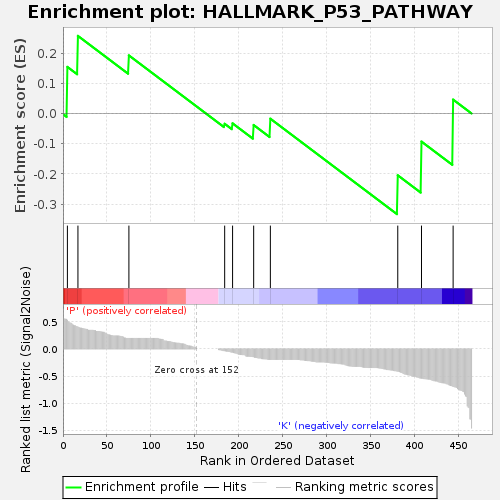 Enrichment plot: HALLMARK_P53_PATHWAY
Enrichment score (ES)
0.2
0.1
0.0
-0.1
-0.2
-0.3
'P' (positively correlated)
Ranked list metric (Signal2Noise)
0.5
0.0
-0.5
-1.0
-1.5
Zero cross at 152
'K' (negatively correlated)
0 50 100 150 200 250 300 350 400 450
Rank in Ordered Dataset
Enrichment profile Hits Ranking metric scores